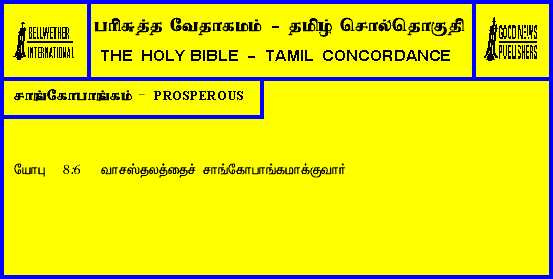 BELLWETHER
INTERNATIONAL
பரிசுத்த வேதாகமம் - தமிழ் சொல்தொகுதி
THE HOLY BIBLE - TAMIL CONCORDANCE
GOOD NEWS
PUBLISHERS
சாங்கோபாங்கம் - PROSPEROUS
யோபு 8:6 வாசஸ்தலத்தைச் சாங்கோபாங்கமாக்குவார்